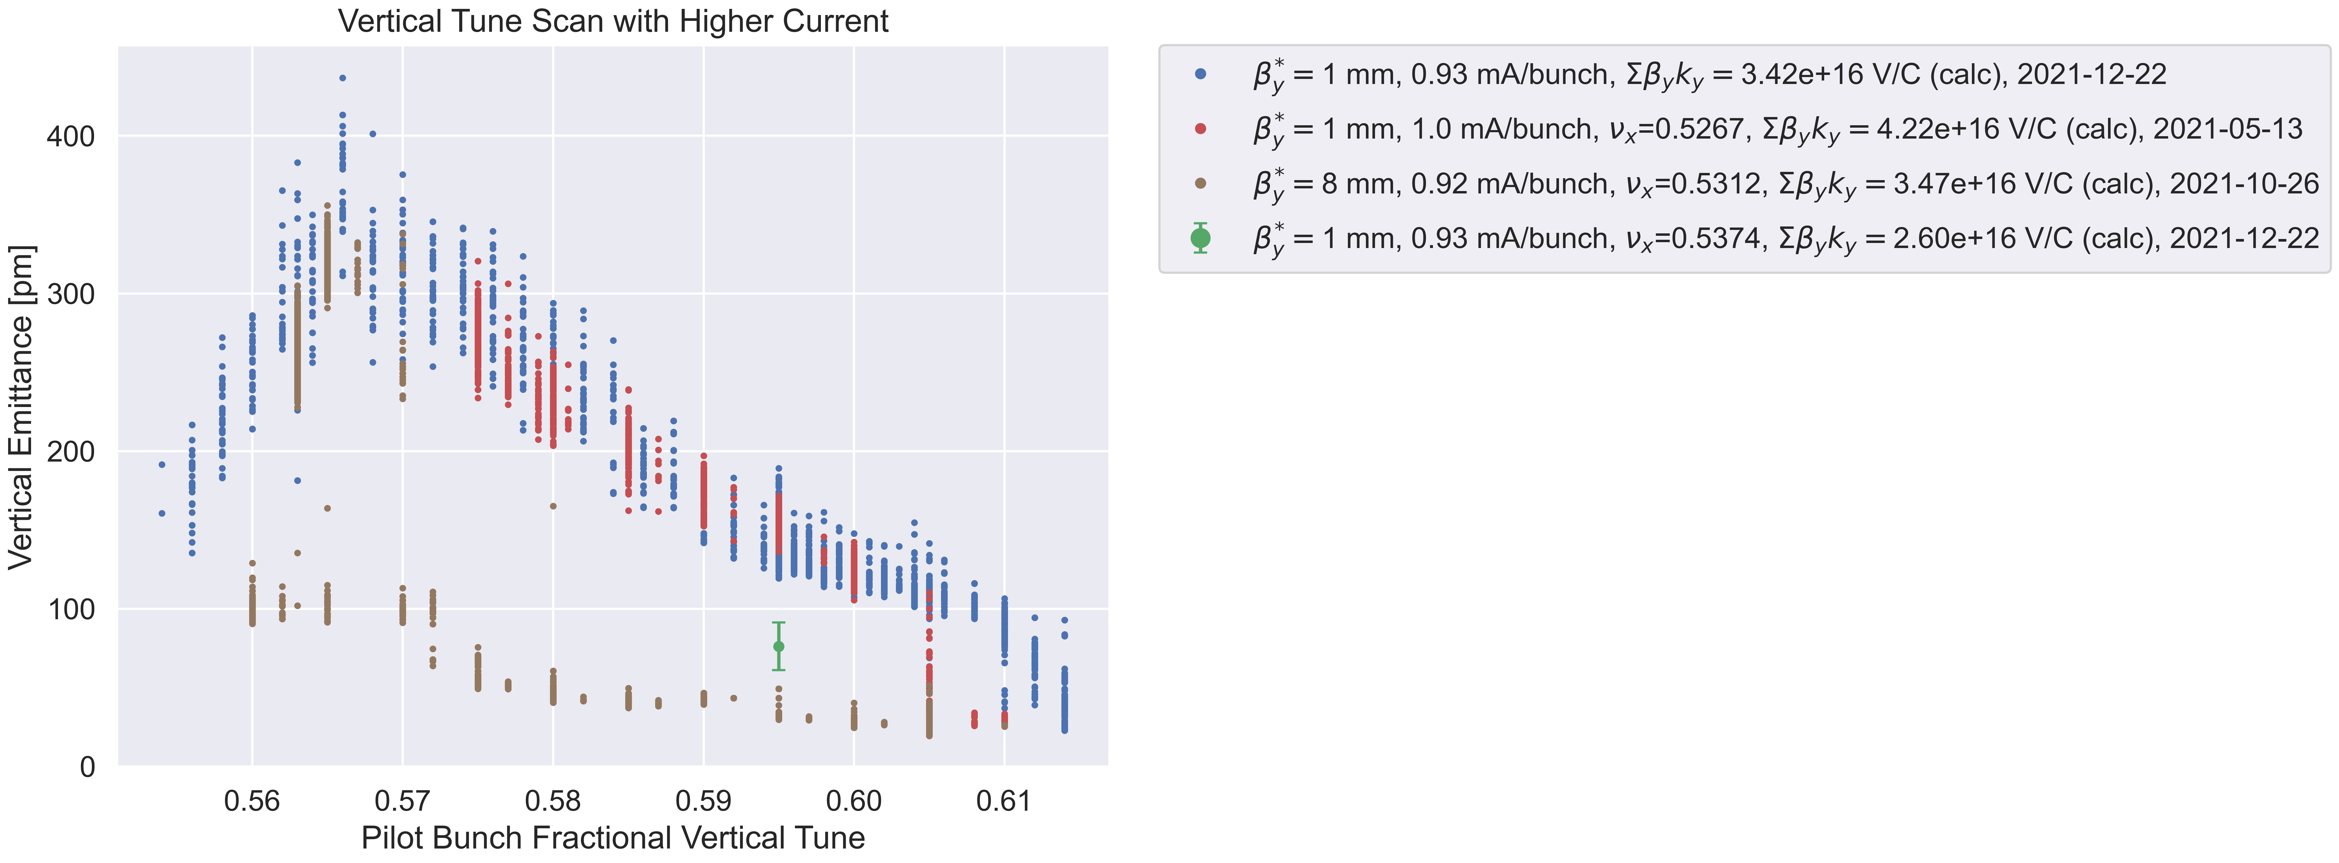 Vertical Tune Scan with Higher Current
Vertical Emittance [pm]
400
300
200
100
0
0.56 0.57 0.58 0.59 0.60 0.61
Pilot Bunch Fractional Vertical Tune
β*y = 1 mm, 0.93 mA/bunch, Σβyky = 3.42e+16 V/C (calc), 2021-12-22
β*y = 1 mm, 1.0 mA/bunch, νx=0.5267, Σβyky = 4.22e+16 V/C (calc), 2021-05-13
β*y = 8 mm, 0.92 mA/bunch, νx=0.5312, Σβyky = 3.47e+16 V/C (calc), 2021-10-26
β*y = 1 mm, 0.93 mA/bunch, νx=0.5374, Σβyky = 2.60e+16 V/C (calc), 2021-12-22